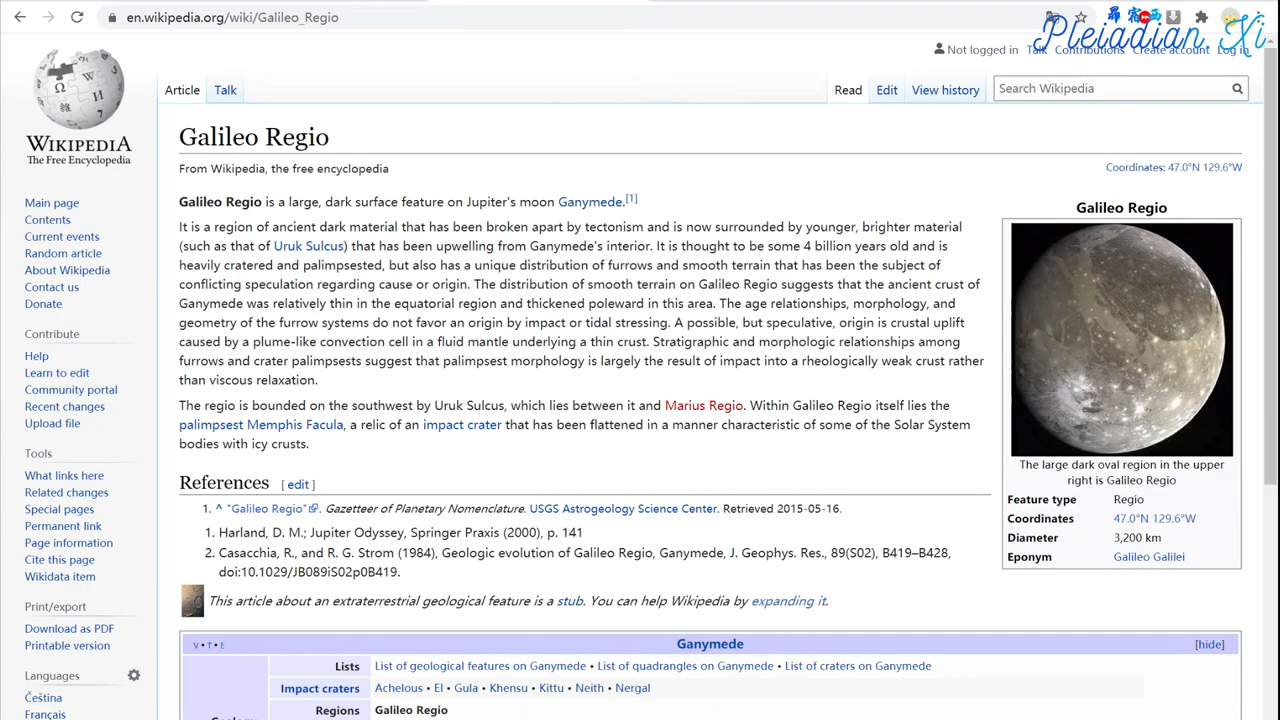 en.wikipedia.org/wiki/Galileo_Regio
昴宿西
Pleiadian Xi
Not logged in Talk Contributions Create account Log in
Article Talk Read Edit View history Search Wikipedia
WIKIPEDIA
The Free Encyclopedia
Main page
Contents
Current events
Random article
About Wikipedia
Contact us
Donate
Contribute
Help
Learn to edit
Community portal
Recent changes
Upload file
Tools
What links here
Related changes
Special pages
Permanent link
Page information
Cite this page
Wikidata item
Print/export
Download as PDF
Printable version
Languages
Čeština
Français
Galileo Regio
From Wikipedia, the free encyclopedia
Coordinates: 47.0°N 129.6°W
Galileo Regio is a large, dark surface feature on Jupiter's moon Ganymede.[1]
It is a region of ancient dark material that has been broken apart by tectonism and is now surrounded by younger, brighter material
(such as that of Uruk Sulcus) that has been upwelling from Ganymede's interior. It is thought to be some 4 billion years old and is
heavily cratered and palimpsested, but also has a unique distribution of furrows and smooth terrain that has been the subject of
conflicting speculation regarding cause or origin. The distribution of smooth terrain on Galileo Regio suggests that the ancient crust of
Ganymede was relatively thin in the equatorial region and thickened poleward in this area. The age relationships, morphology, and
geometry of the furrow systems do not favor an origin by impact or tidal stressing. A possible, but speculative, origin is crustal uplift
caused by a plume-like convection cell in a fluid mantle underlying a thin crust. Stratigraphic and morphologic relationships among
furrows and crater palimpsests suggest that palimpsest morphology is largely the result of impact into a rheologically weak crust rather
than viscous relaxation.
The regio is bounded on the southwest by Uruk Sulcus, which lies between it and Marius Regio. Within Galileo Regio itself lies the
palimpsest Memphis Facula, a relic of an impact crater that has been flattened in a manner characteristic of some of the Solar System
bodies with icy crusts.
References [ edit ]
1. ^ "Galileo Regio". Gazetteer of Planetary Nomenclature. USGS Astrogeology Science Center. Retrieved 2015-05-16.
1. Harland, D. M.; Jupiter Odyssey, Springer Praxis (2000), p. 141
2. Casacchia, R., and R. G. Strom (1984), Geologic evolution of Galileo Regio, Ganymede, J. Geophys. Res., 89(S02), B419–B428,
doi:10.1029/JB089iS02p0B419.
This article about an extraterrestrial geological feature is a stub. You can help Wikipedia by expanding it.
Galileo Regio
The large dark oval region in the upper
right is Galileo Regio
Feature type Regio
Coordinates 47.0°N 129.6°W
Diameter 3,200 km
Eponym Galileo Galilei
V • T • E Ganymede [hide]
Lists List of geological features on Ganymede • List of quadrangles on Ganymede • List of craters on Ganymede
Impact craters Achelous • El • Gula • Khensu • Kittu • Neith • Nergal
Regions Galileo Regio